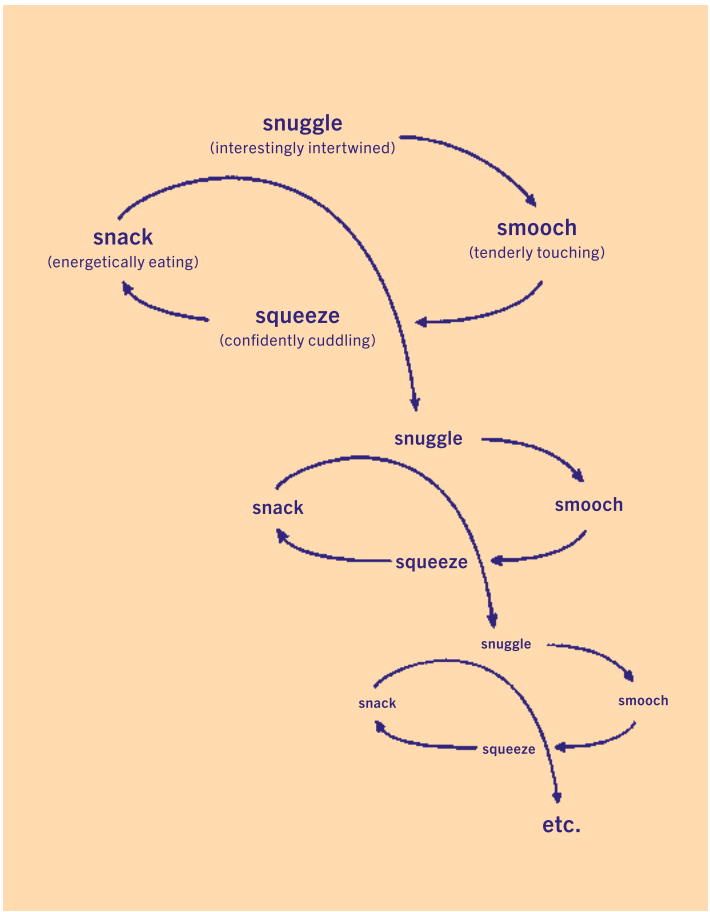 snuggle
(interestingly intertwined)
smooch
(tenderly touching)
squeeze
(confidently cuddling)
snack
(energetically eating)
snuggle
smooch
squeeze
snack
snuggle
smooch
squeeze
snack
etc.